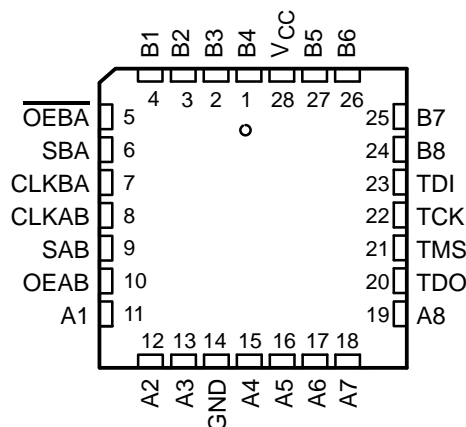 B1 B2 B3 B4 VCC B5 B6
4 3 2 1 28 27 26
OEBA 5 25 B7
SBA 6 24 B8
CLKBA 7 23 TDI
CLKAB 8 22 TCK
SAB 9 21 TMS
OEAB 10 20 TDO
A1 11 19 A8
12 13 14 15 16 17 18
A2 A3 GND A4 A5 A6 A7